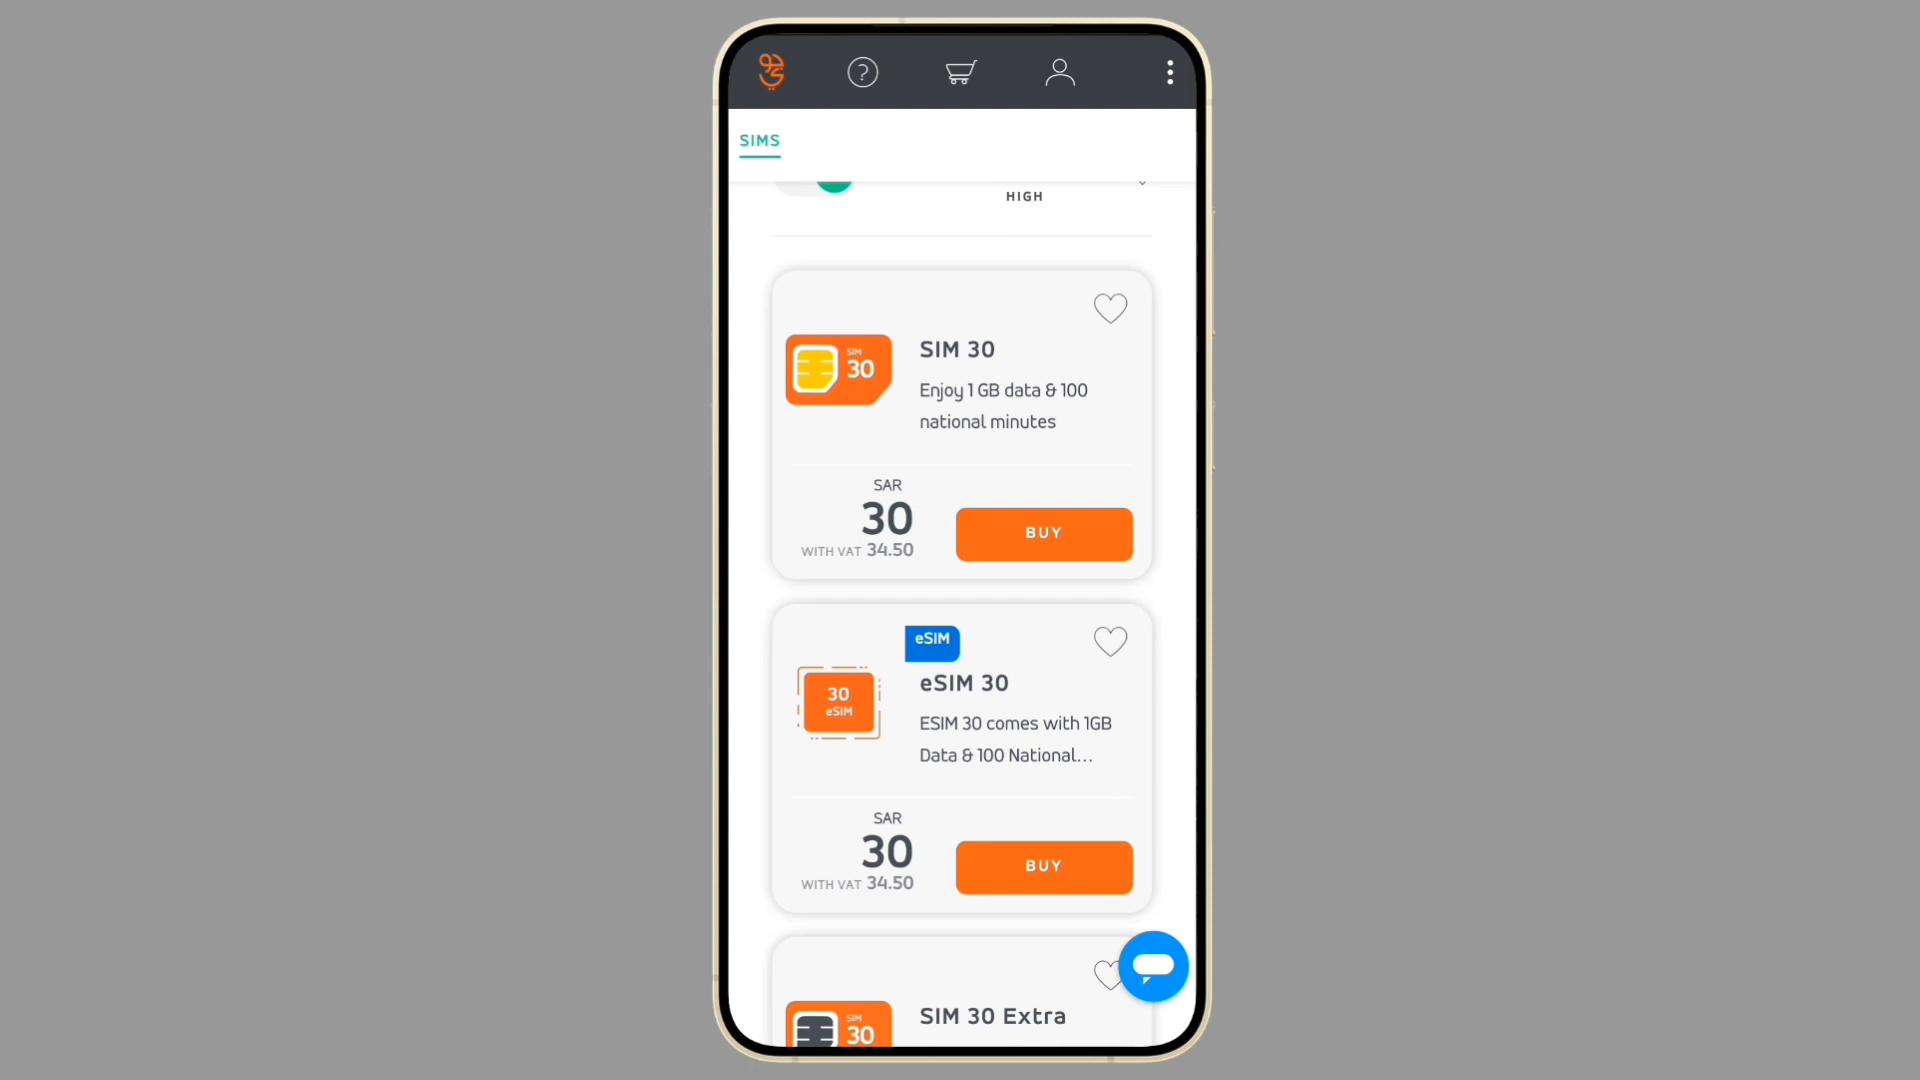 SIMS
HIGH
SIM
30
SIM 30
Enjoy 1 GB data & 100
national minutes
SAR
30
WITH VAT 34.50
BUY
eSIM
30
eSIM
eSIM 30
ESIM 30 comes with 1GB
Data & 100 National...
SAR
30
WITH VAT 34.50
BUY
SIM
30
SIM 30 Extra